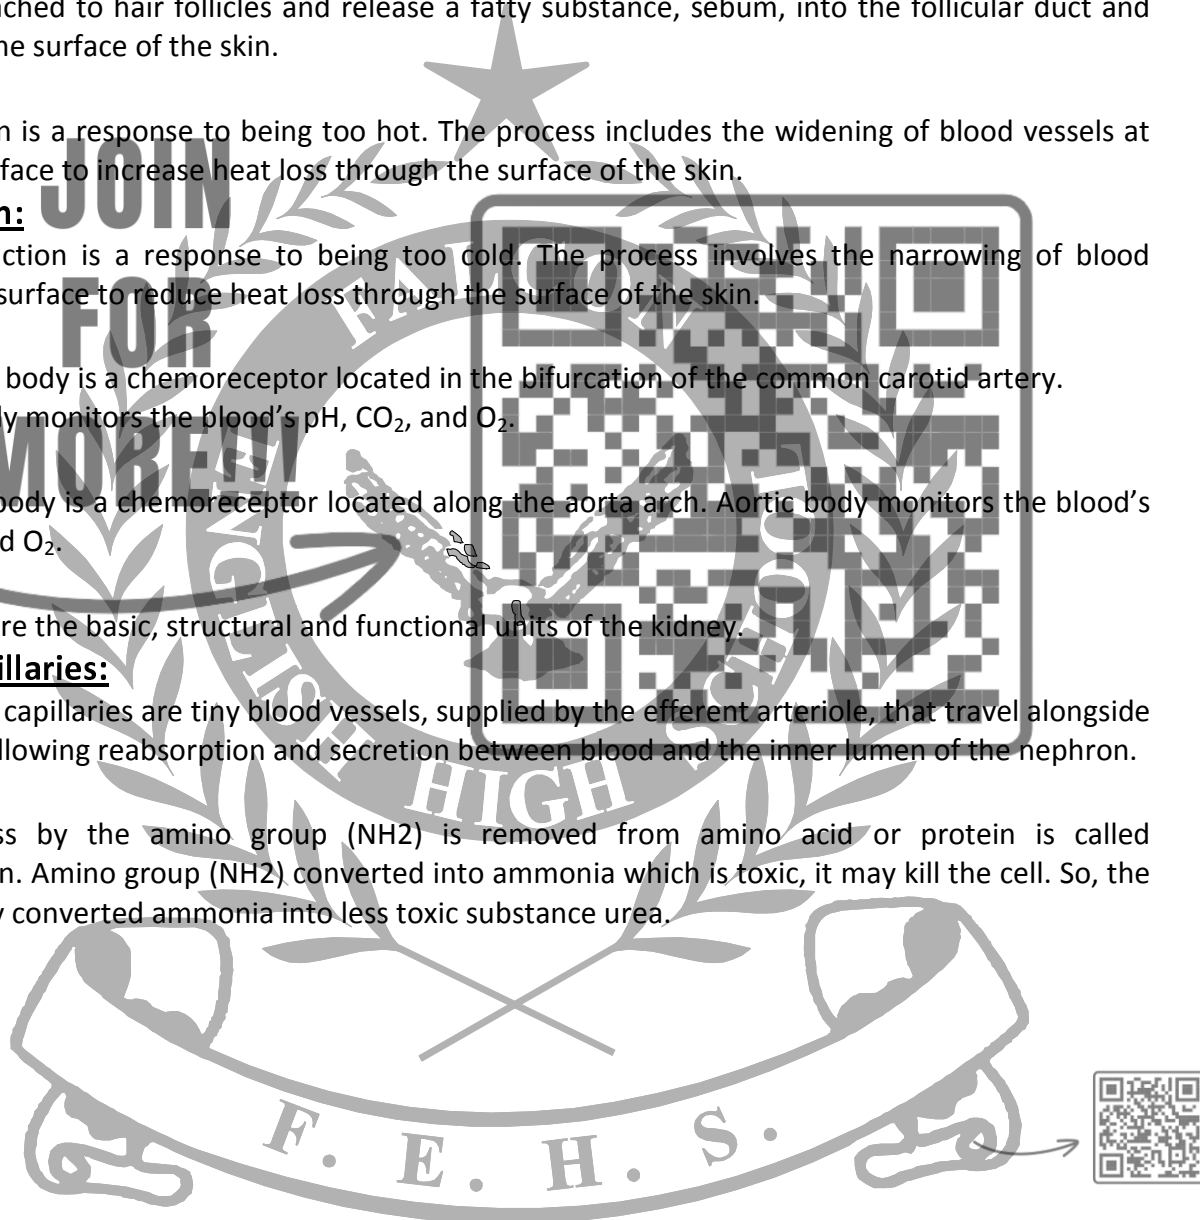 ched to hair follicles and release a fatty substance, sebum, into the follicular duct and
he surface of the skin.
n is a response to being too hot. The process includes the widening of blood vessels at
face to increase heat loss through the surface of the skin.
JOIN
n:
ction is a response to being too cold. The process involves the narrowing of blood
surface to reduce heat loss through the surface of the skin.
FOR
body is a chemoreceptor located in the bifurcation of the common carotid artery.
ly monitors the blood's pH, CO₂, and O₂.
MORE!!
body is a chemoreceptor located along the aorta arch. Aortic body monitors the blood's
d O₂.
re the basic, structural and functional units of the kidney.
illaries:
capillaries are tiny blood vessels, supplied by the efferent arteriole, that travel alongside
llowing reabsorption and secretion between blood and the inner lumen of the nephron.
ss by the amino group (NH2) is removed from amino acid or protein is called
n. Amino group (NH2) converted into ammonia which is toxic, it may kill the cell. So, the
y converted ammonia into less toxic substance urea.
FALCON
ENGLISH HIGH SCHOOL
F. E. H. S.